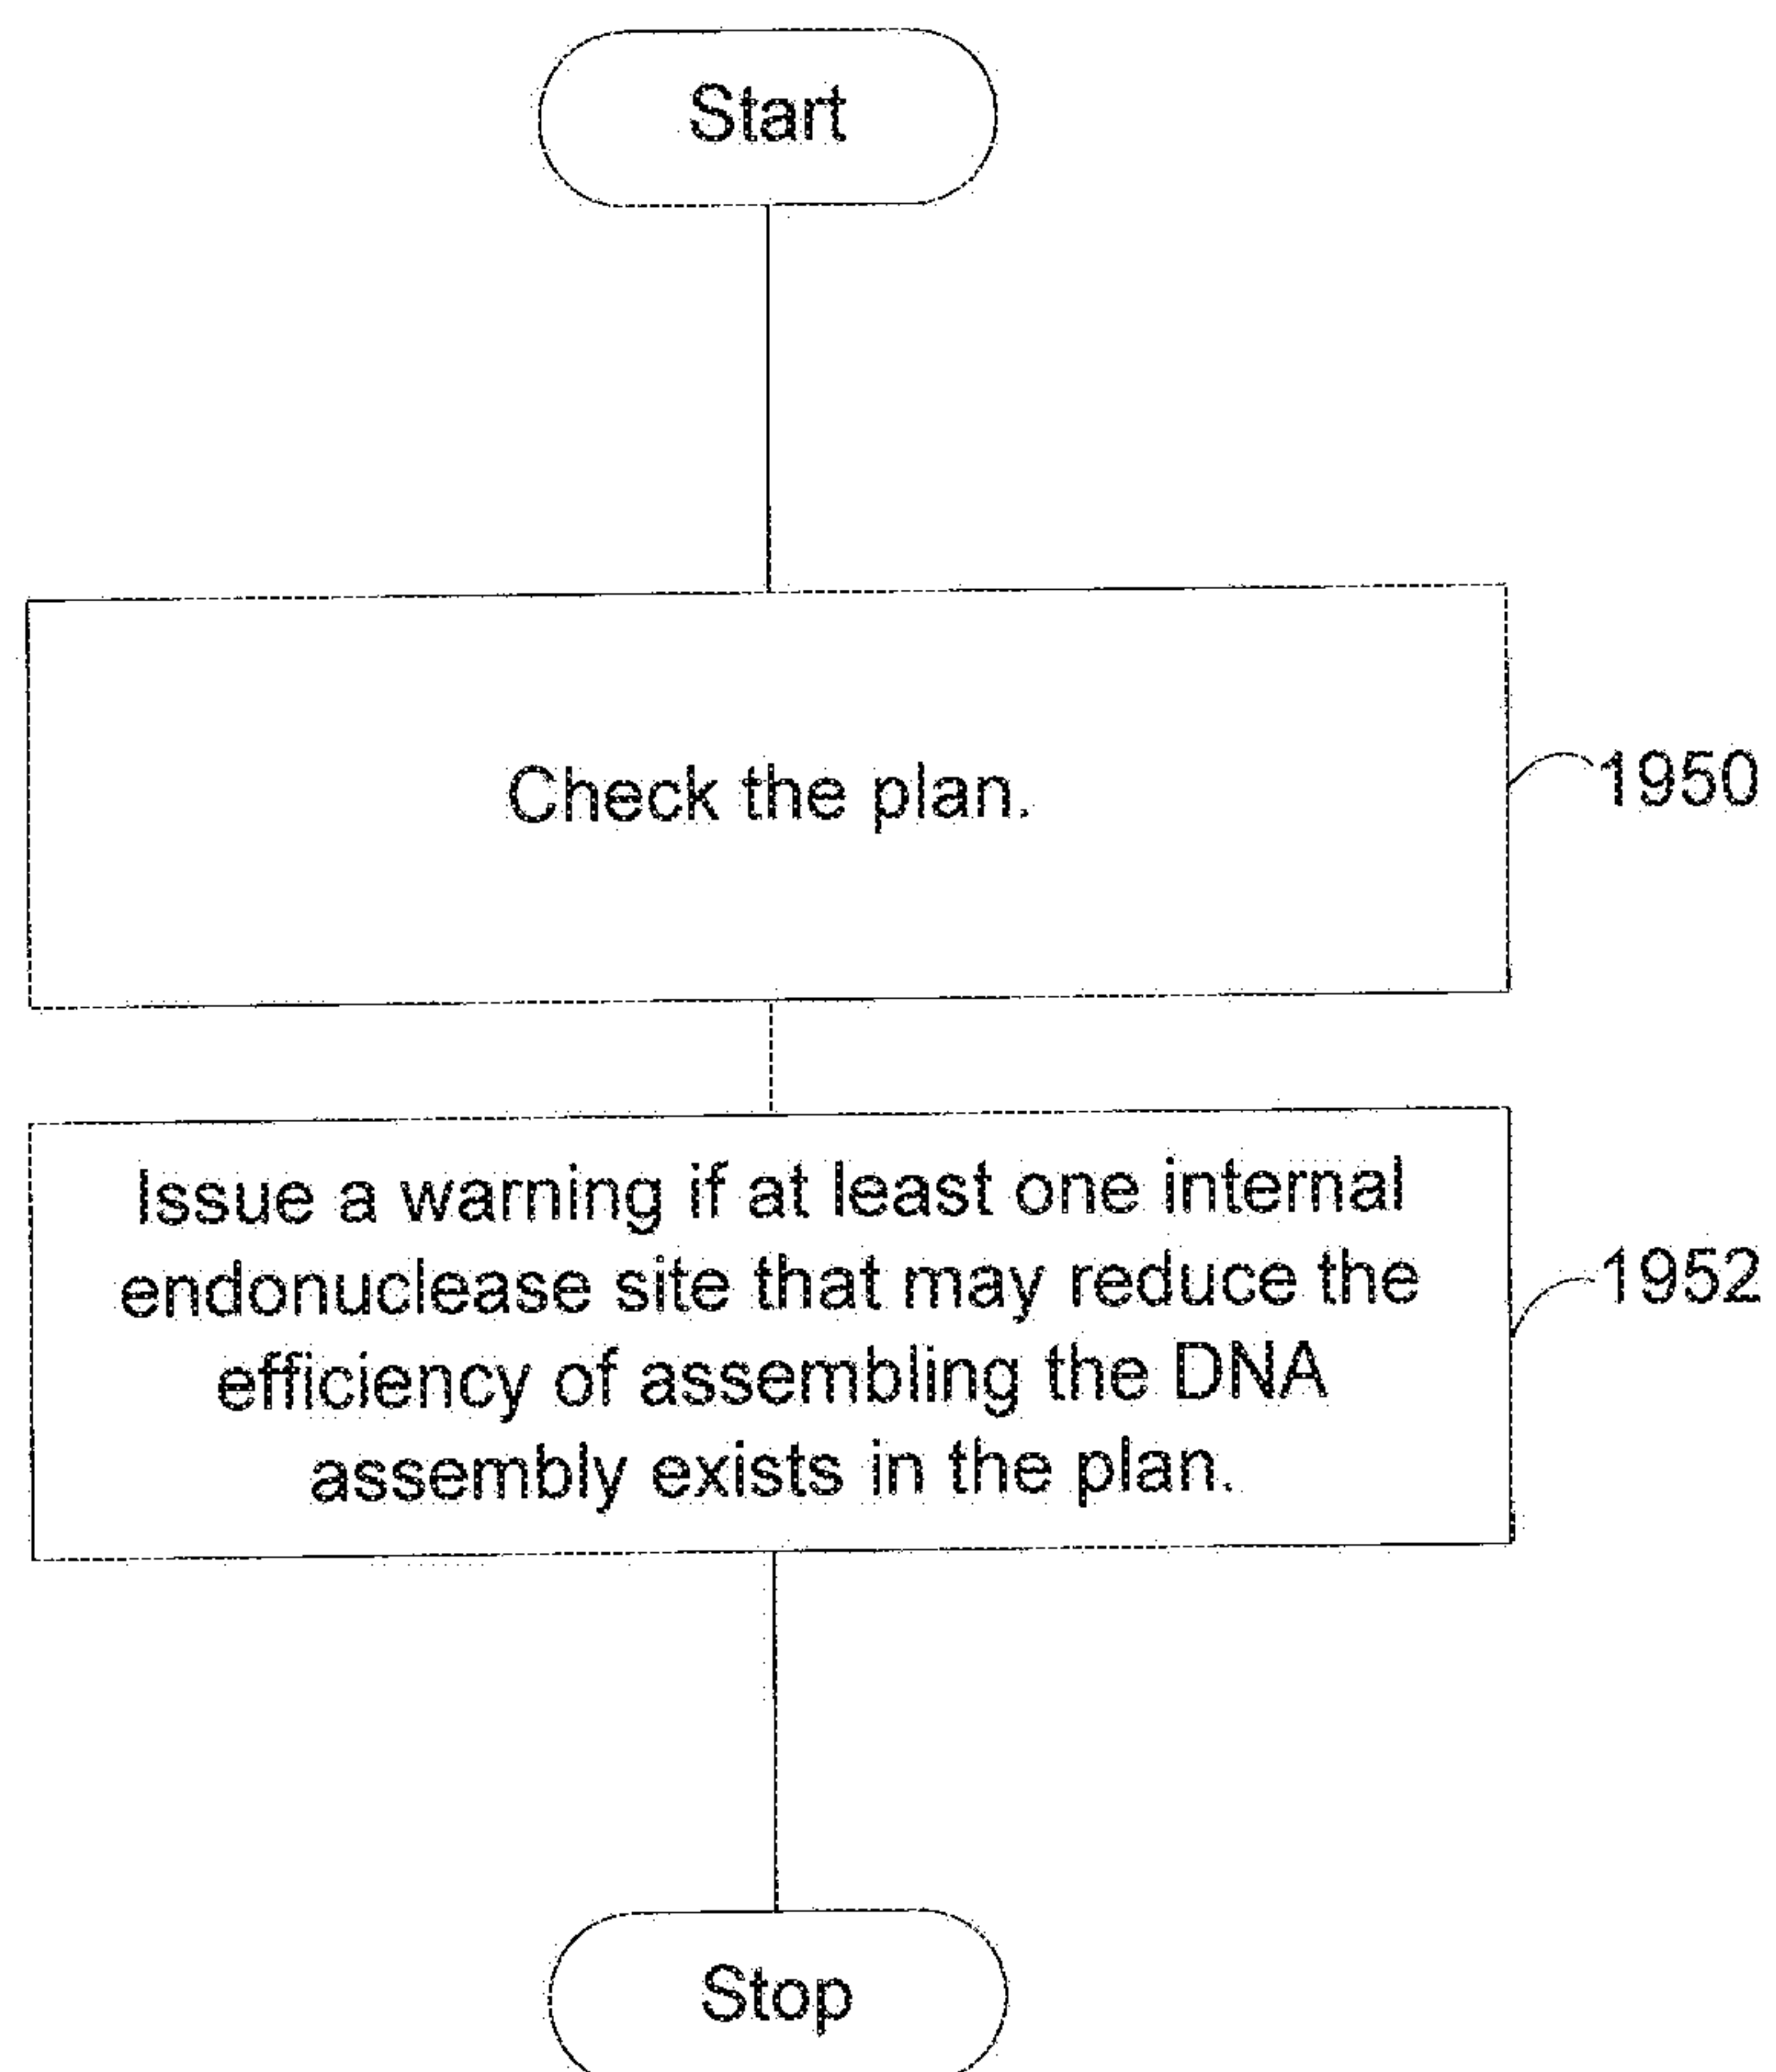 Start
Check the plan.
1950
Issue a warning if at least one internal
endonuclease site that may reduce the
efficiency of assembling the DNA
assembly exists in the plan.
1952
Stop